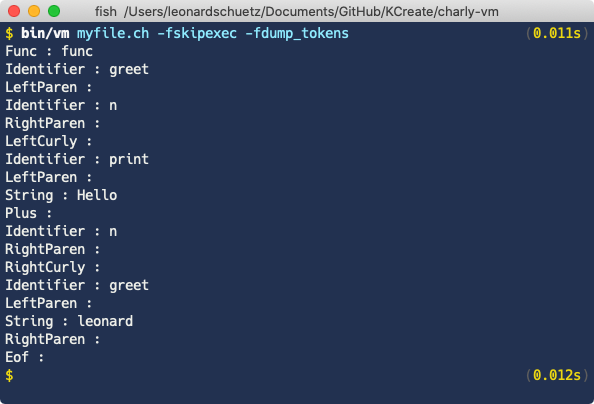 fish /Users/leonardschuetz/Documents/GitHub/KCreate/charly-vm
$ bin/vm myfile.ch -fskipexec -fdump_tokens (0.011s)
Func : func
Identifier : greet
LeftParen :
Identifier : n
RightParen :
LeftCurly :
Identifier : print
LeftParen :
String : Hello
Plus :
Identifier : n
RightParen :
RightCurly :
Identifier : greet
LeftParen :
String : leonard
RightParen :
Eof :
$ (0.012s)